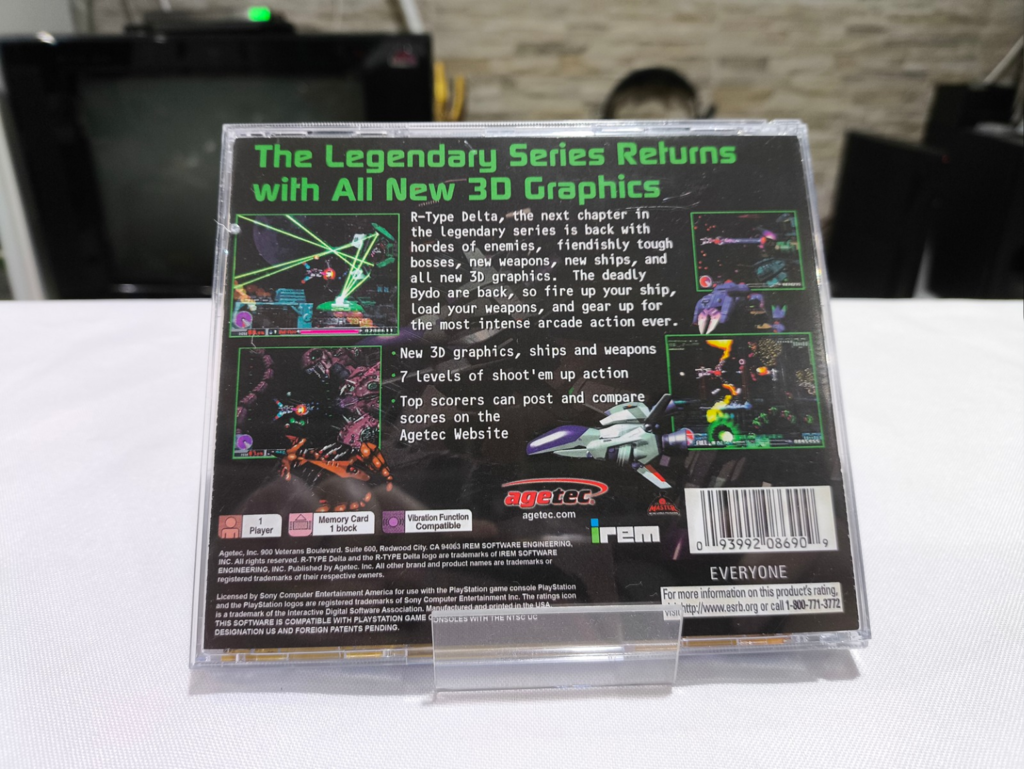 The Legendary Series Returns
with All New 3D Graphics
R-Type Delta, the next chapter in
the legendary series is back with
hordes of enemies, fiendishly tough
bosses, new weapons, new ships, and
all new 3D graphics. The deadly
Bydo are back, so fire up your ship,
load your weapons, and gear up for
the most intense arcade action ever.
• New 3D graphics, ships and weapons
• 7 levels of shoot'em up action
• Top scorers can post and compare
scores on the
Agetec Website
agetec
agetec.com
irem
1
Player
Memory Card
1 block
Vibration Function
Compatible
0 93992 08690 9
EVERYONE
For more information on this product's rating,
http://www.esrb.org or call 1-800-771-3772
Agetec, Inc. 900 Veterans Boulevard. Suite 600, Redwood City. CA 94063 IREM SOFTWARE ENGINEERING,
INC. All rights reserved. R-TYPE Delta and the R-TYPE Delta logo are trademarks of IREM SOFTWARE
ENGINEERING, INC. Published by Agetec. Inc. All other brand and product names are trademarks or
registered trademarks of their respective owners.
Licensed by Sony Computer Entertainment America for use with the PlayStation game console PlayStation
and the PlayStation logos are registered trademarks of Sony Computer Entertainment Inc. The ratings icon
is a trademark of the Interactive Digital Software Association. Manufactured and printed in the USA
THIS SOFTWARE IS COMPATIBLE WITH PLAYSTATION GAME CONSOLES WITH THE NTSC UC
DESIGNATION US AND FOREIGN PATENTS PENDING.